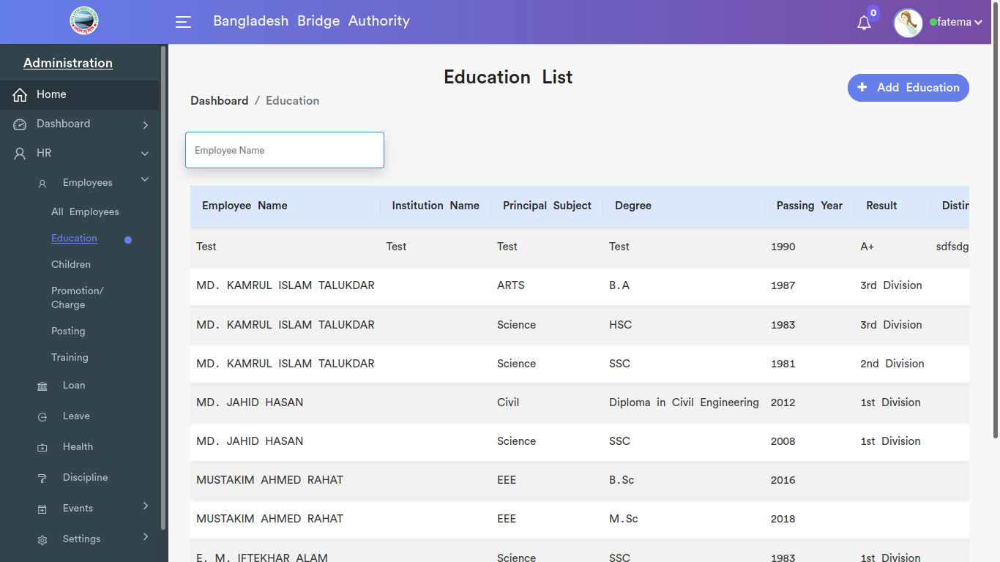 Bangladesh Bridge Authority
0
fatema
Administration
Home
Dashboard
HR
Employees
All Employees
Education
Children
Promotion/
Charge
Posting
Training
Loan
Leave
Health
Discipline
Events
Settings
Education List
Dashboard / Education
+ Add Education
Employee Name
Employee Name Institution Name Principal Subject Degree Passing Year Result Distin
Test Test Test Test 1990 A+ sdfsdg
MD. KAMRUL ISLAM TALUKDAR ARTS B.A 1987 3rd Division
MD. KAMRUL ISLAM TALUKDAR Science HSC 1983 3rd Division
MD. KAMRUL ISLAM TALUKDAR Science SSC 1981 2nd Division
MD. JAHID HASAN Civil Diploma in Civil Engineering 2012 1st Division
MD. JAHID HASAN Science SSC 2008 1st Division
MUSTAKIM AHMED RAHAT EEE B.Sc 2016
MUSTAKIM AHMED RAHAT EEE M.Sc 2018
E. M. IFTEKHAR ALAM Science SSC 1983 1st Division